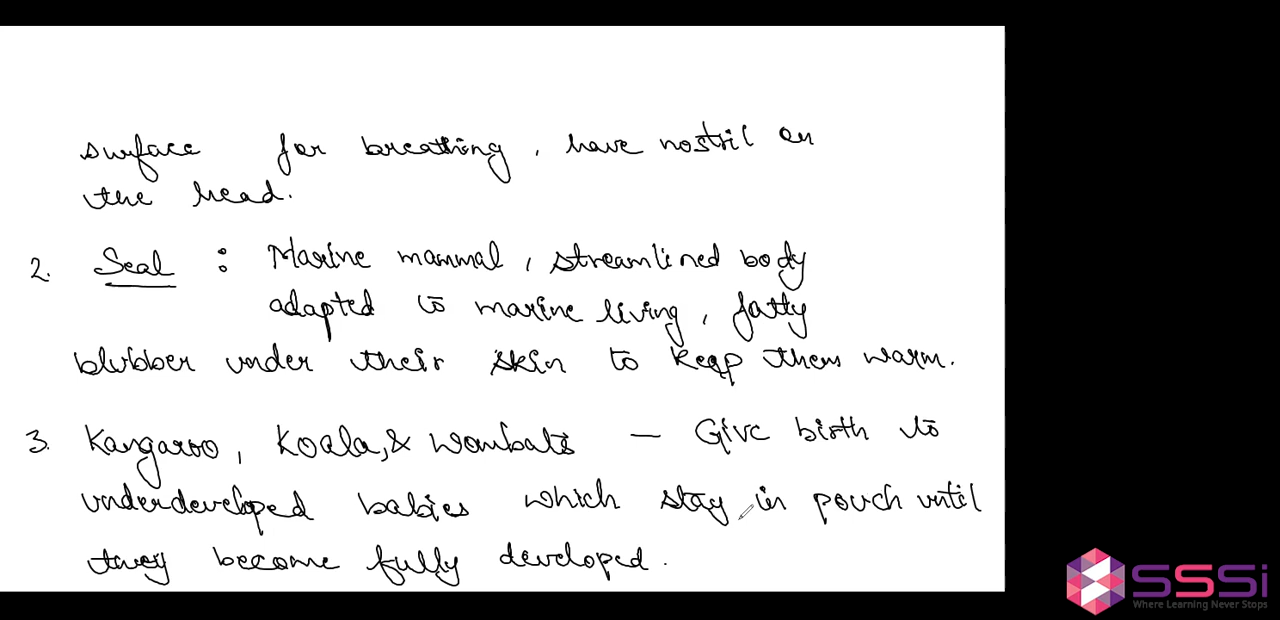 surface for breathing, have nostril on
the head.
2. Seal : Marine mammal, streamlined body
adapted to marine living, fatty
blubber under their skin to keep them warm.
3. Kangaroo, Koala, & Wombats — Give birth to
underdeveloped babies which stay in pouch until
they become fully developed.
SSSi
Where Learning Never Stops